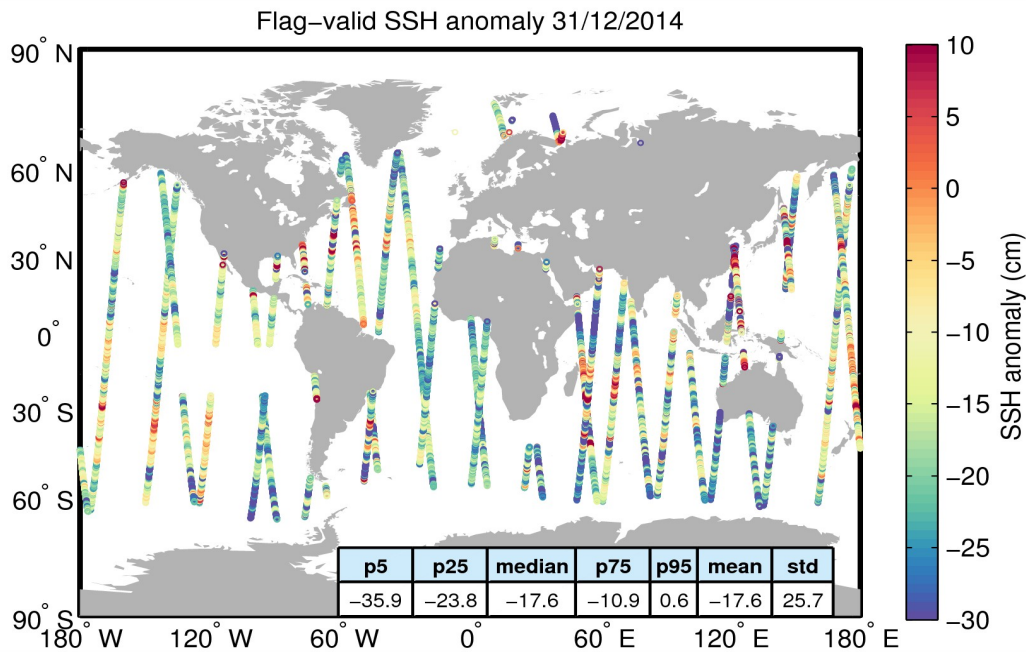 Flag−valid SSH anomaly 31/12/2014
90° N
60° N
30° N
0°
30° S
60° S
90° S
180° W
120° W
60° W
0°
60° E
120° E
180° E
p5 p25 median p75 p95 mean std
−35.9 −23.8 −17.6 −10.9 0.6 −17.6 25.7
10
5
0
−5
−10
−15
−20
−25
−30
SSH anomaly (cm)